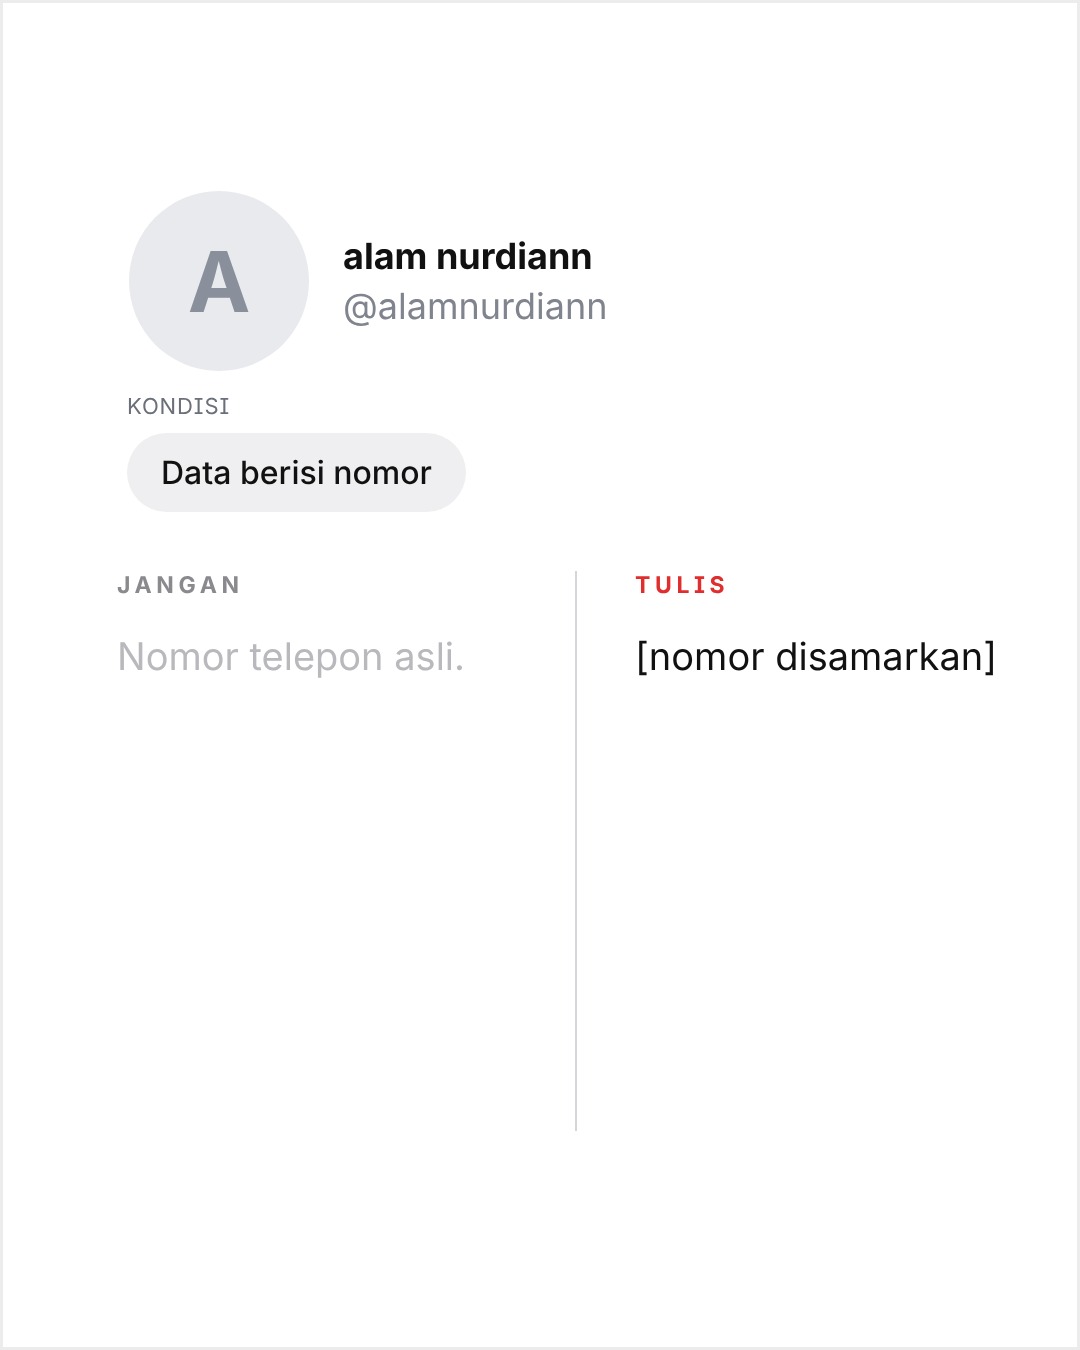 A
alam nurdiann
@alamnurdiann
KONDISI
Data berisi nomor
JANGAN
Nomor telepon asli.
TULIS
[nomor disamarkan]